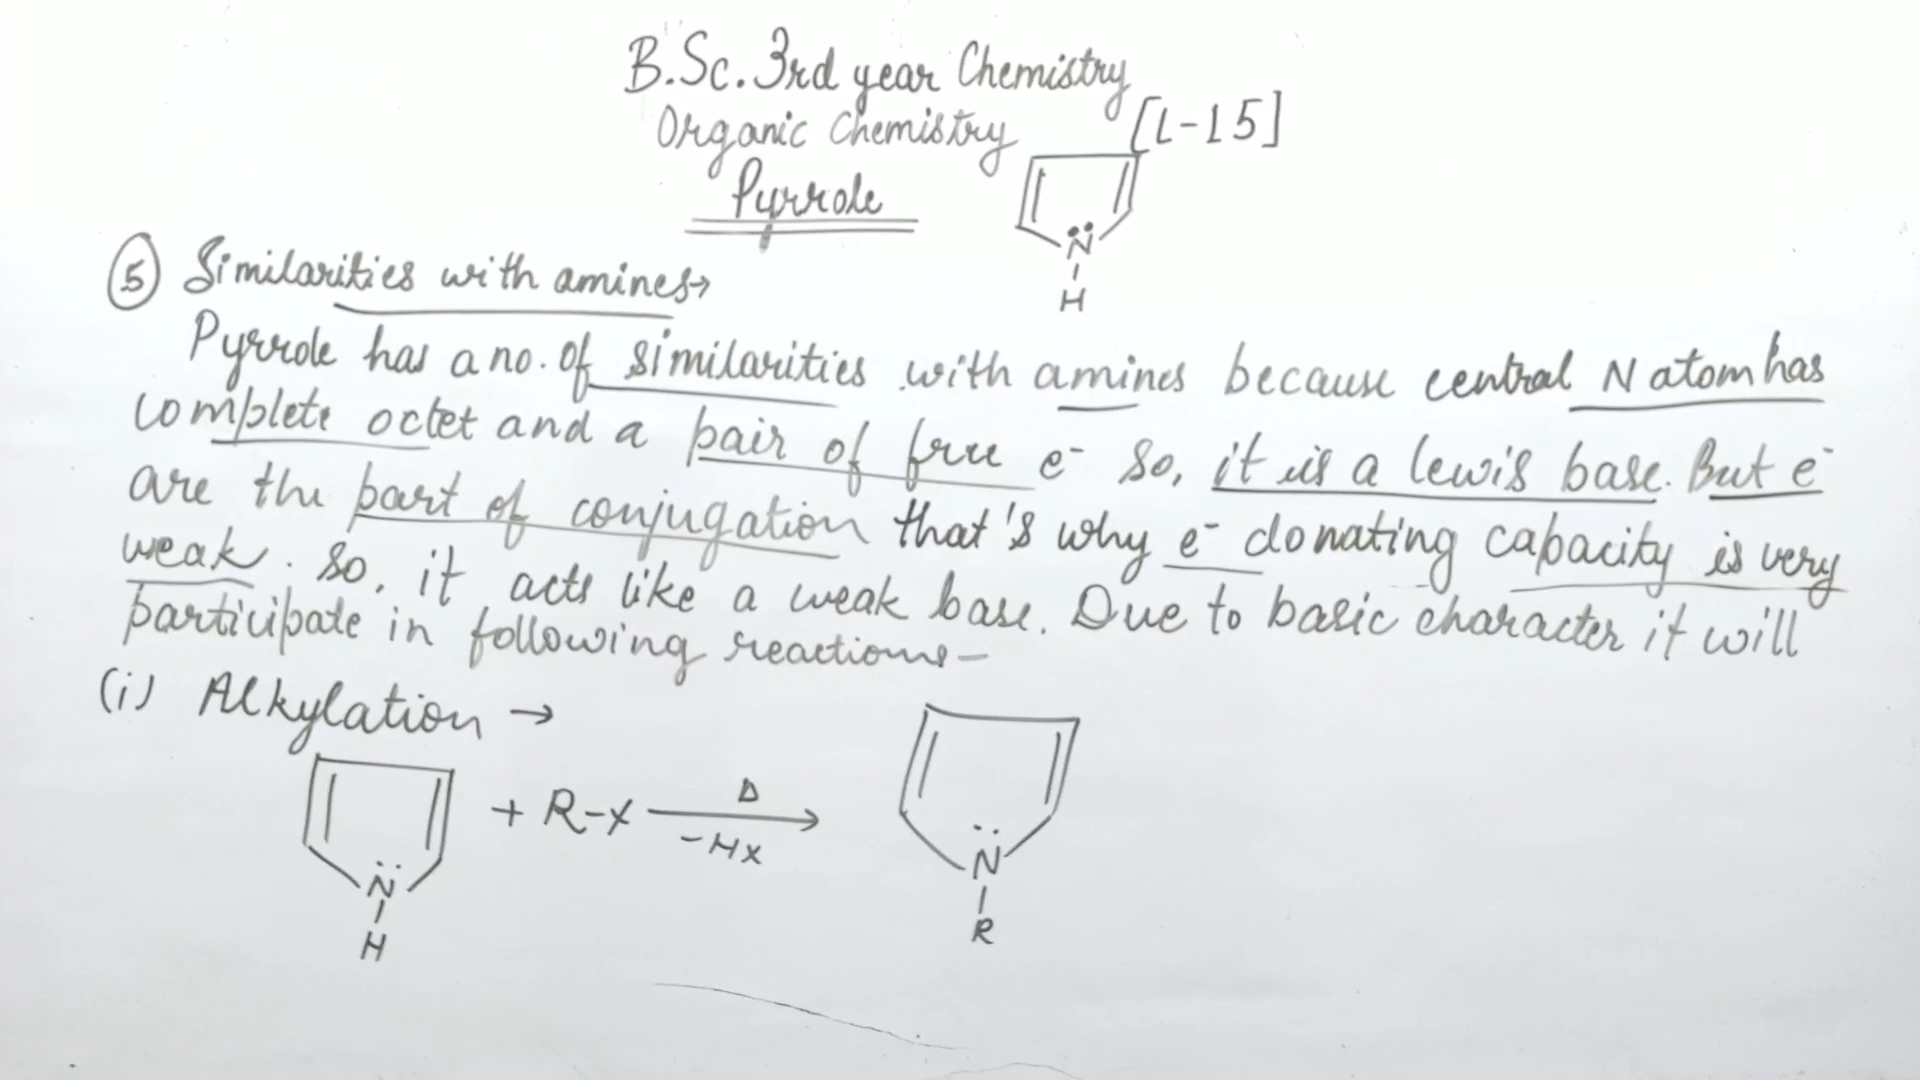 B.Sc. 3rd year Chemistry
Organic Chemistry [L-15]
Pyrrole
N
H
(5) Similarities with amines→
Pyrrole has a no. of similarities with amines because central N atom has
complete octet and a pair of free e⁻ so, it is a lewis base. But e⁻
are the part of conjugation that's why e⁻ donating capacity is very
weak. So, it acts like a weak base. Due to basic character it will
participate in following reactions-
(i) Alkylation →
+ R-X Δ
-HX
N N
H R